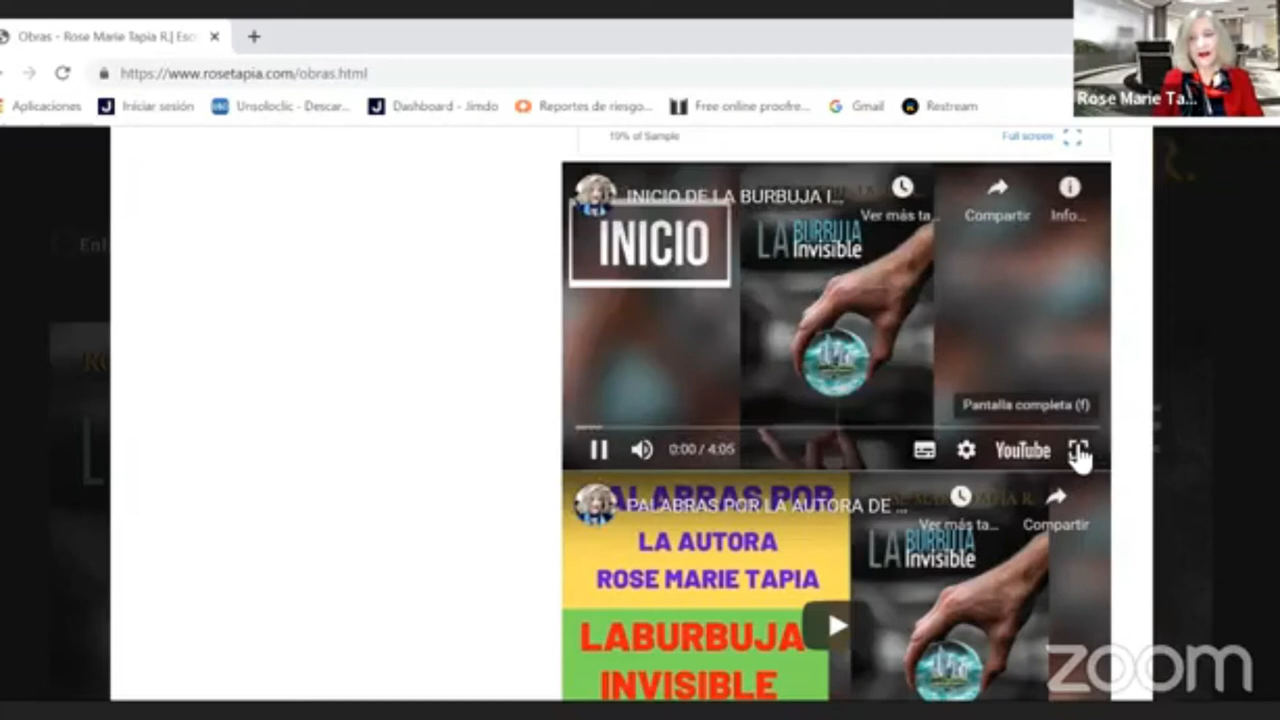 Obras - Rose Marie Tapia R.| Esc
https://www.rosetapia.com/obras.html
Aplicaciones Iniciar sesión Unsoloclic - Descar... Dashboard - Jimdo Reportes de riesgo... Free online proofre... Gmail Restream
Rose Marie Ta...
19% of Sample Full screen
INICIO DE LA BURBUJA I...
Ver más ta... Compartir Info...
INICIO
LA BURBUJA
Invisible
Pantalla completa (f)
0:00 / 4:05 YouTube
PALABRAS POR
PALABRAS POR LA AUTORA DE ...
Ver más ta... Compartir
LA AUTORA
ROSE MARIE TAPIA
LA BURBUJA
Invisible
LABURBUJA
INVISIBLE
zoom